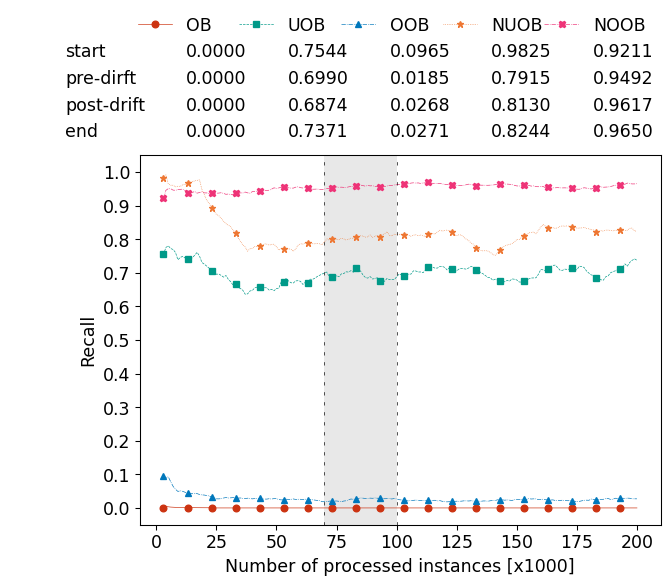 OB UOB OOB NUOB NOOB
start 0.0000 0.7544 0.0965 0.9825 0.9211
pre-dirft 0.0000 0.6990 0.0185 0.7915 0.9492
post-drift 0.0000 0.6874 0.0268 0.8130 0.9617
end 0.0000 0.7371 0.0271 0.8244 0.9650
1.0
0.9
0.8
0.7
0.6
0.5
0.4
0.3
0.2
0.1
0.0
Recall
0 25 50 75 100 125 150 175 200
Number of processed instances [x1000]